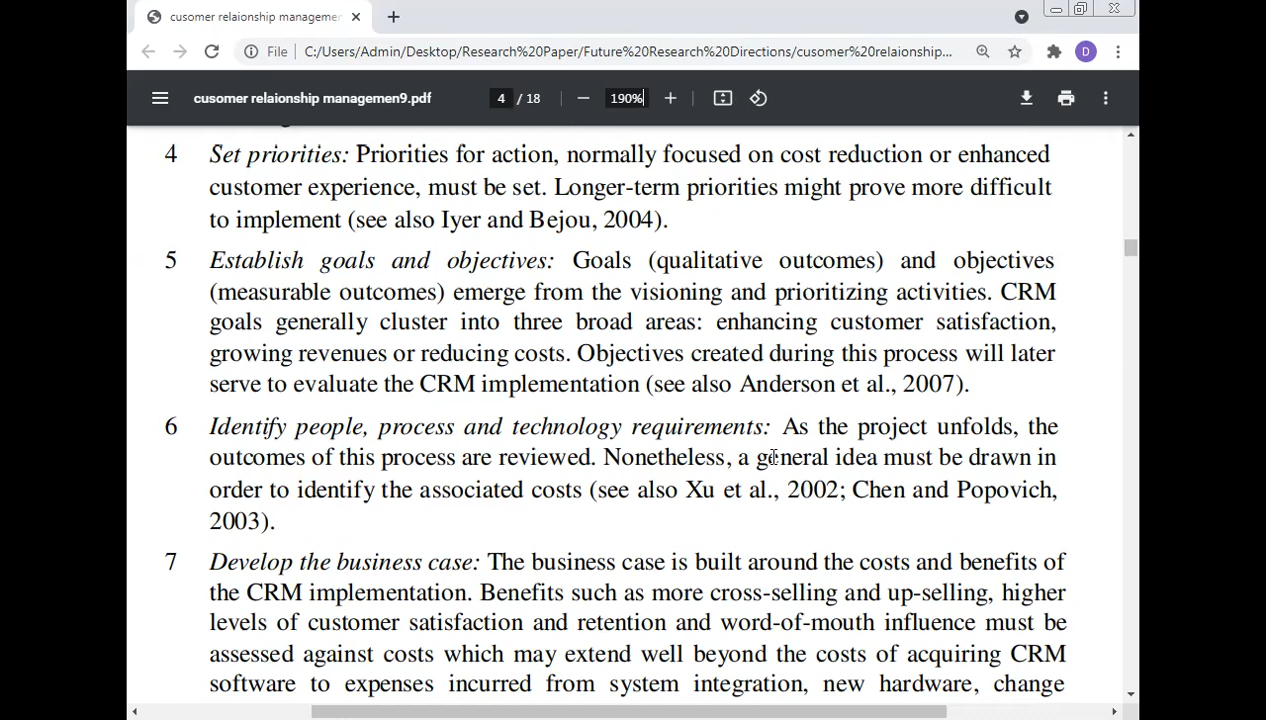 cusomer relaionship managemen
File
C:/Users/Admin/Desktop/Research%20Paper/Future%20Research%20Directions/cusomer%20relaionship...
D
cusomer relaionship managemen9.pdf
4 / 18
190%
4 Set priorities: Priorities for action, normally focused on cost reduction or enhanced
customer experience, must be set. Longer-term priorities might prove more difficult
to implement (see also Iyer and Bejou, 2004).
5 Establish goals and objectives: Goals (qualitative outcomes) and objectives
(measurable outcomes) emerge from the visioning and prioritizing activities. CRM
goals generally cluster into three broad areas: enhancing customer satisfaction,
growing revenues or reducing costs. Objectives created during this process will later
serve to evaluate the CRM implementation (see also Anderson et al., 2007).
6 Identify people, process and technology requirements: As the project unfolds, the
outcomes of this process are reviewed. Nonetheless, a general idea must be drawn in
order to identify the associated costs (see also Xu et al., 2002; Chen and Popovich,
2003).
7 Develop the business case: The business case is built around the costs and benefits of
the CRM implementation. Benefits such as more cross-selling and up-selling, higher
levels of customer satisfaction and retention and word-of-mouth influence must be
assessed against costs which may extend well beyond the costs of acquiring CRM
software to expenses incurred from system integration, new hardware, change